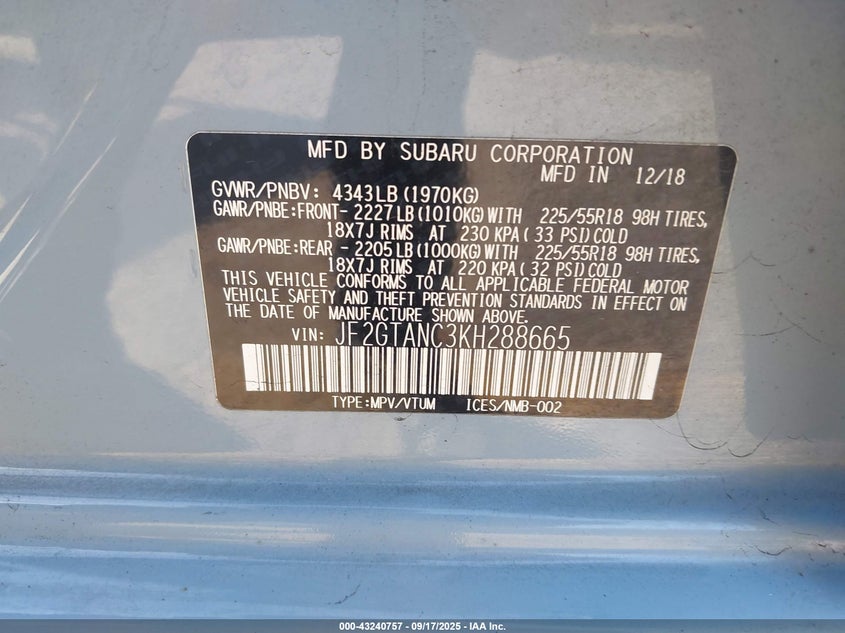 MFD BY SUBARU CORPORATION
MFD IN 12/18
GVWR/PNBV: 4343LB (1970KG)
GAWR/PNBE:FRONT- 2227LB (1010KG) WITH 225/55R18 98H TIRES,
18X7J RIMS AT 230 KPA ( 33 PSI) COLD
GAWR/PNBE:REAR - 2205LB (1000KG) WITH 225/55R18 98H TIRES,
18X7J RIMS AT 220 KPA ( 32 PSI) COLD
THIS VEHICLE CONFORMS TO ALL APPLICABLE FEDERAL MOTOR
VEHICLE SAFETY AND THEFT PREVENTION STANDARDS IN EFFECT ON
THE DATE OF MANUFACTURE SHOWN ABOVE.
VIN: JF2GTANC3KH288665
TYPE:MPV/VTUM ICES/NMB-002
000-43240757 - 09/17/2025 - IAA Inc.